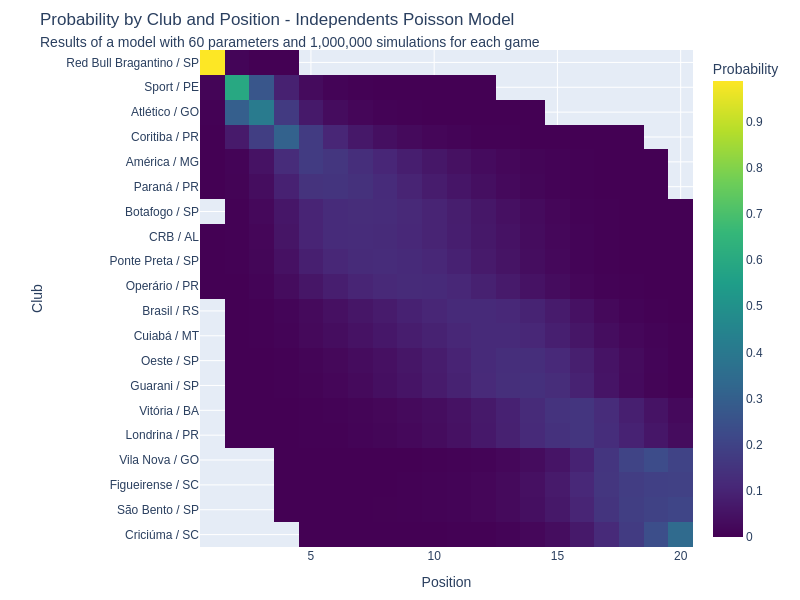 Probability by Club and Position - Independents Poisson Model
Results of a model with 60 parameters and 1,000,000 simulations for each game
Probability
Red Bull Bragantino / SP
Sport / PE
Atlético / GO
Coritiba / PR
América / MG
Paraná / PR
Botafogo / SP
CRB / AL
Ponte Preta / SP
Operário / PR
Brasil / RS
Cuiabá / MT
Oeste / SP
Guarani / SP
Vitória / BA
Londrina / PR
Vila Nova / GO
Figueirense / SC
São Bento / SP
Criciúma / SC
Club
5
10
15
20
Position
0.9
0.8
0.7
0.6
0.5
0.4
0.3
0.2
0.1
0